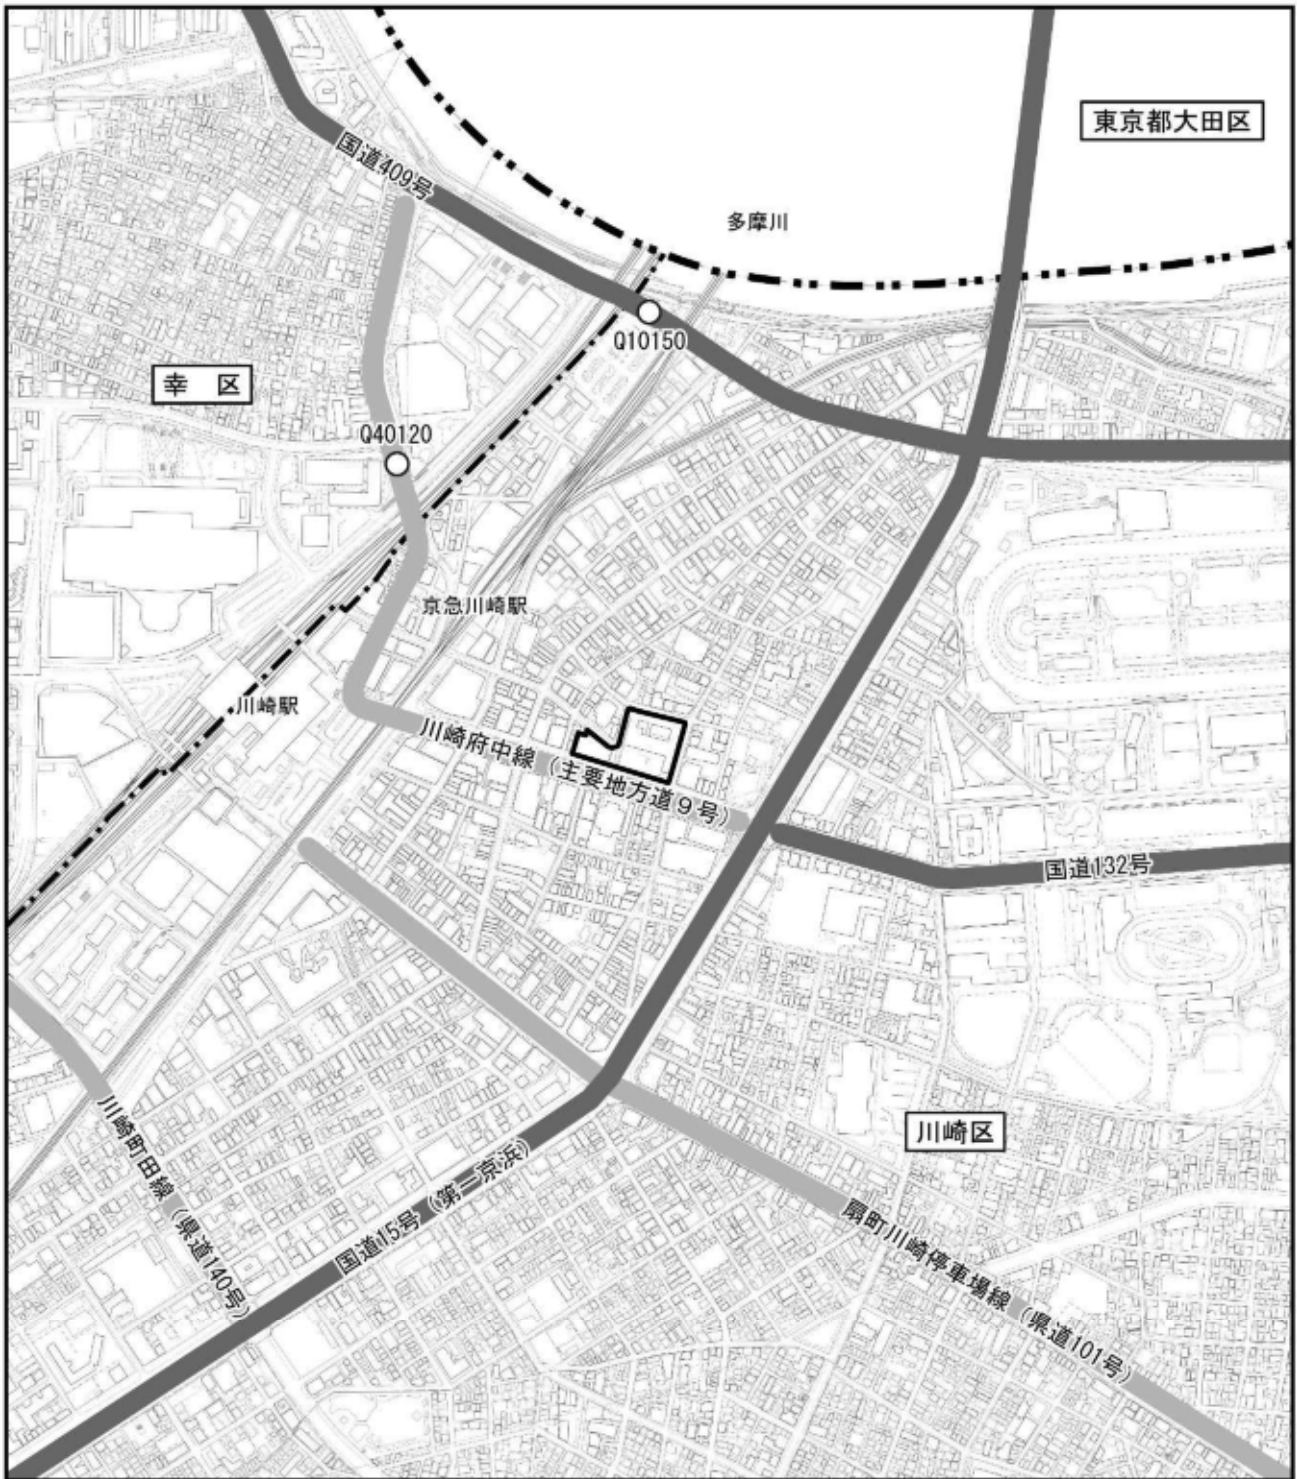 東京都大田区
国道409号
多摩川
Q10150
幸 区
Q40120
京急川崎駅
川崎駅
川崎府中線（主要地方道９号）
国道132号
川崎区
川崎町田線（県道140号）
国道15号（第一京浜）
扇町川崎停車場線（県道101号）